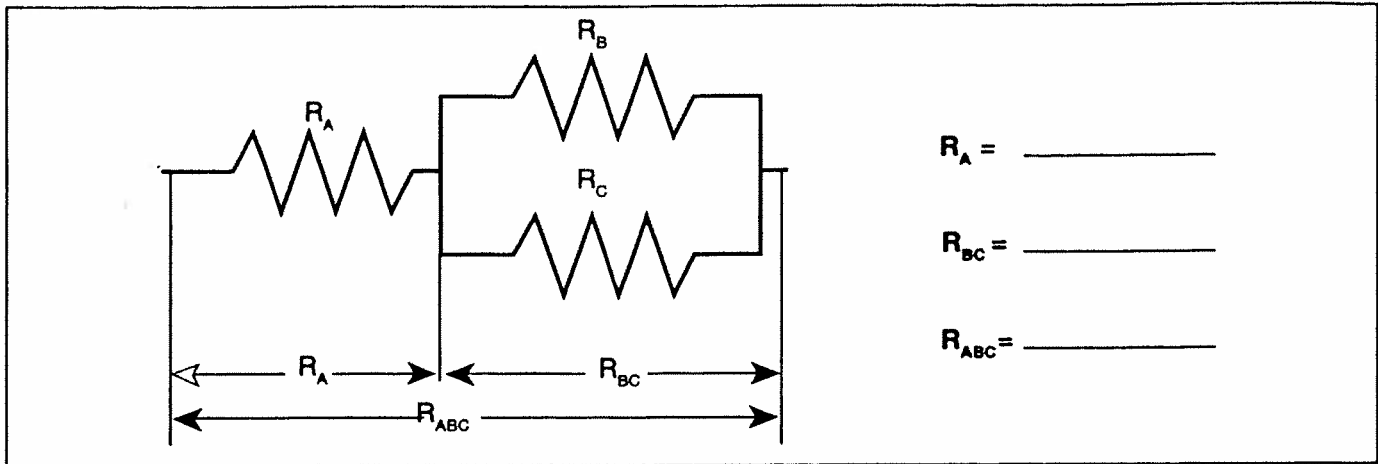 R_B
R_A
R_C
R_A =
R_BC =
R_ABC =
R_A
R_BC
R_ABC